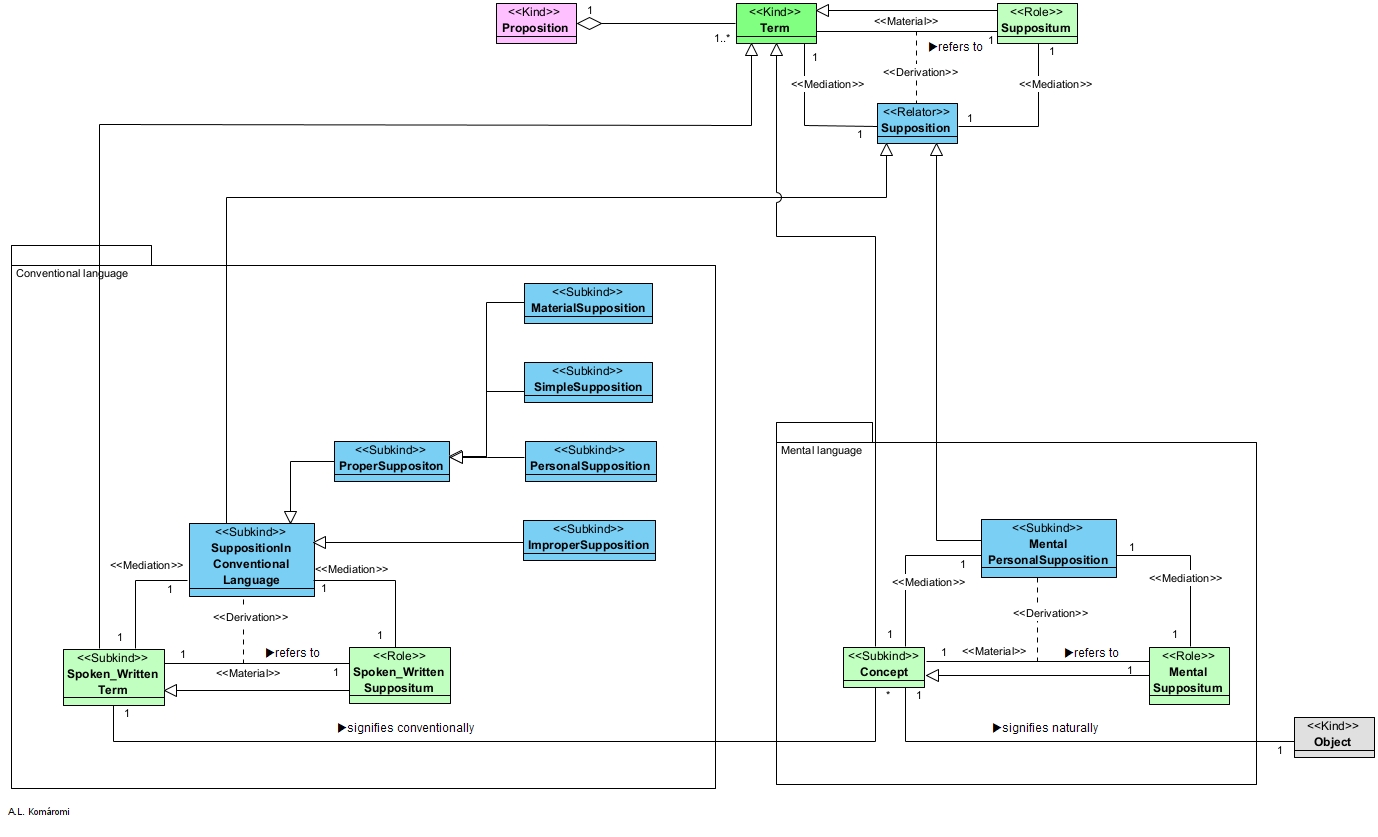 <<Kind>>
Proposition
1
1..*
<<Kind>>
Term
<<Material>>
▶refers to
1
<<Role>>
Suppositum
1
1
<<Mediation>>
<<Derivation>>
<<Mediation>>
<<Relator>>
Supposition
1
1
Conventional language
<<Subkind>>
MaterialSupposition
<<Subkind>>
SimpleSupposition
<<Subkind>>
ProperSuppositon
<<Subkind>>
PersonalSupposition
<<Subkind>>
SuppositionIn
Conventional
Language
<<Subkind>>
ImproperSupposition
<<Mediation>>
<<Mediation>>
1
1
<<Derivation>>
1
1
<<Subkind>>
Spoken_Written
Term
1
▶refers to
<<Material>>
1
<<Role>>
Spoken_Written
Suppositum
1
▶signifies conventionally
Mental language
<<Subkind>>
Mental
PersonalSupposition
1
1
<<Mediation>>
<<Mediation>>
<<Derivation>>
1
1
<<Subkind>>
Concept
1
<<Material>>
▶refers to
1
<<Role>>
Mental
Suppositum
*
1
▶signifies naturally
1
<<Kind>>
Object
A.L. Komáromi